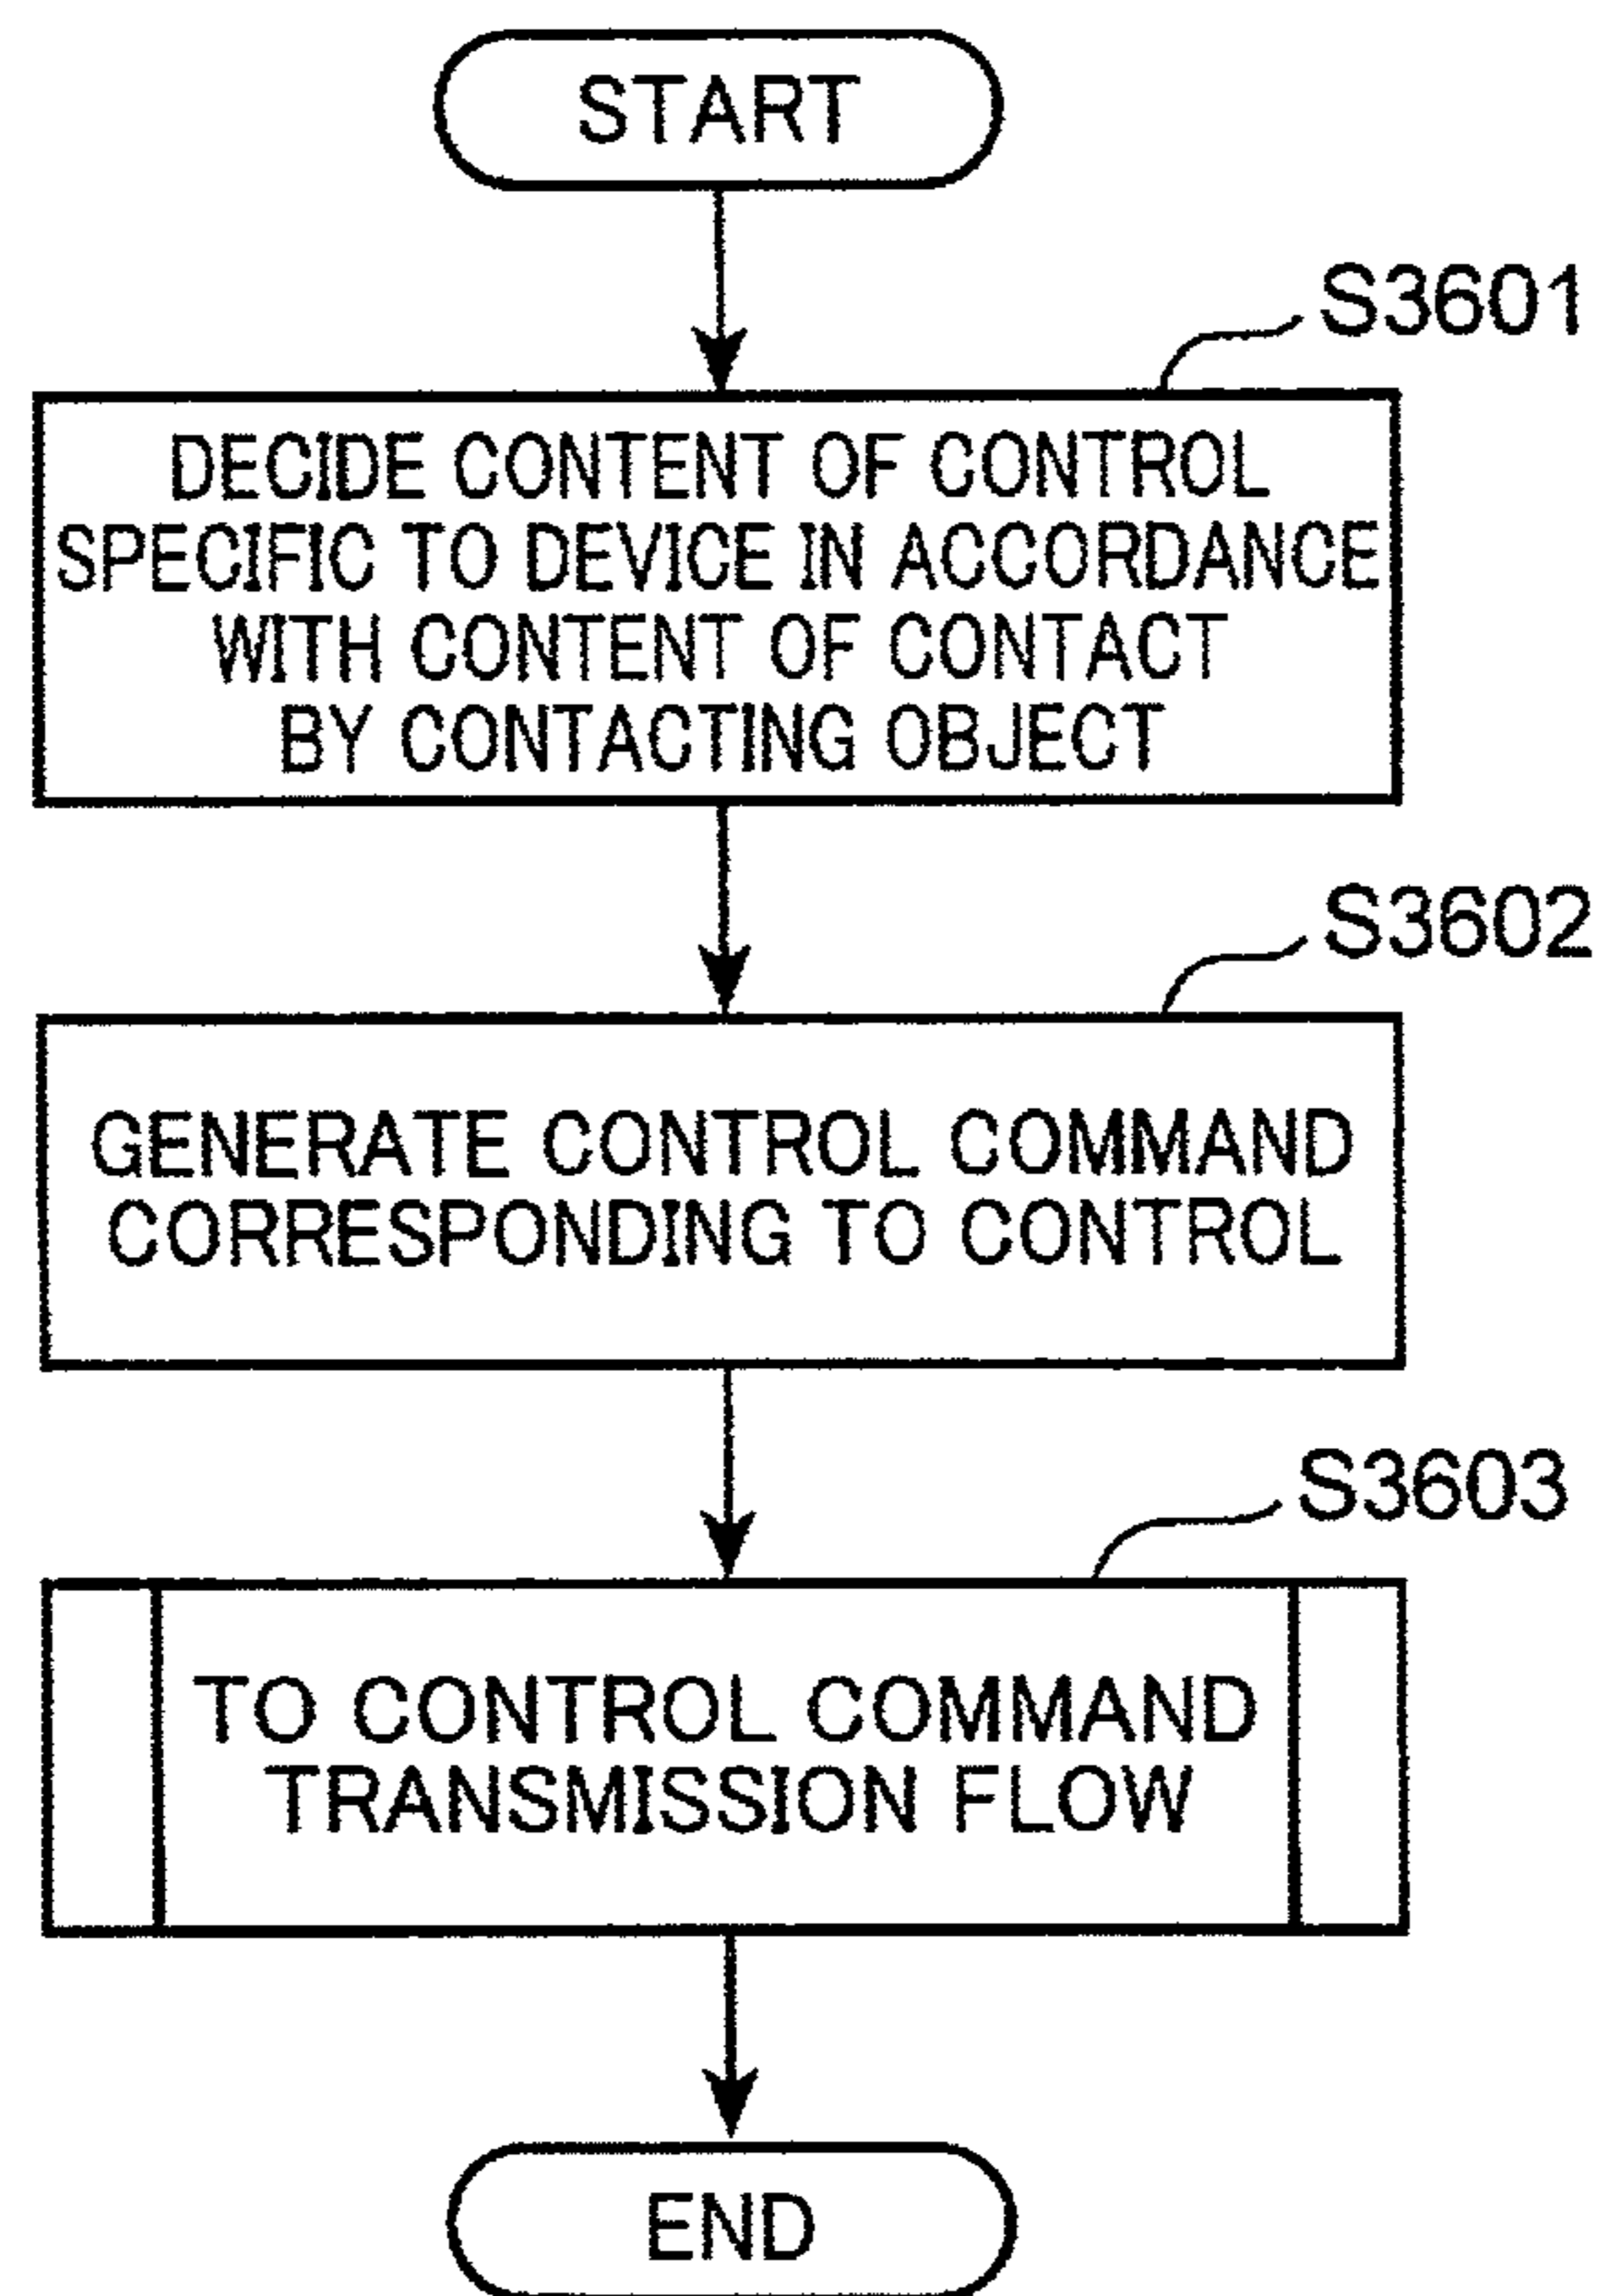 START
S3601
DECIDE CONTENT OF CONTROL
SPECIFIC TO DEVICE IN ACCORDANCE
WITH CONTENT OF CONTACT
BY CONTACTING OBJECT
S3602
GENERATE CONTROL COMMAND
CORRESPONDING TO CONTROL
S3603
TO CONTROL COMMAND
TRANSMISSION FLOW
END